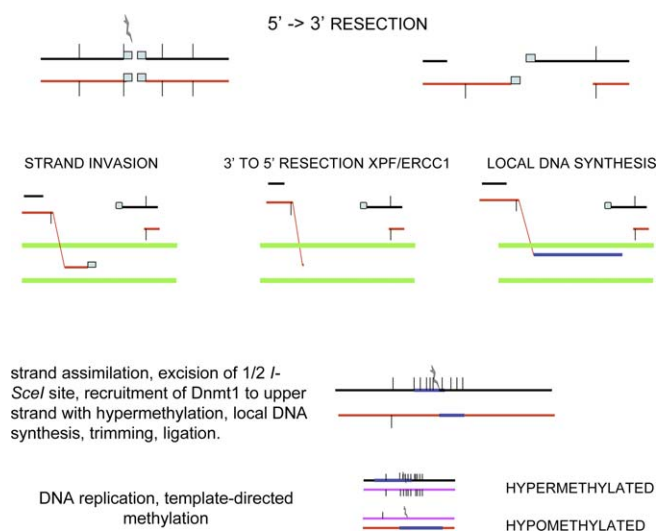 5' -> 3' RESECTION
STRAND INVASION
3' TO 5' RESECTION XPF/ERCC1
LOCAL DNA SYNTHESIS
strand assimilation, excision of 1/2 I-
SceI site, recruitment of Dnmt1 to upper
strand with hypermethylation, local DNA
synthesis, trimming, ligation.
DNA replication, template-directed
methylation
HYPERMETHYLATED
HYPOMETHYLATED